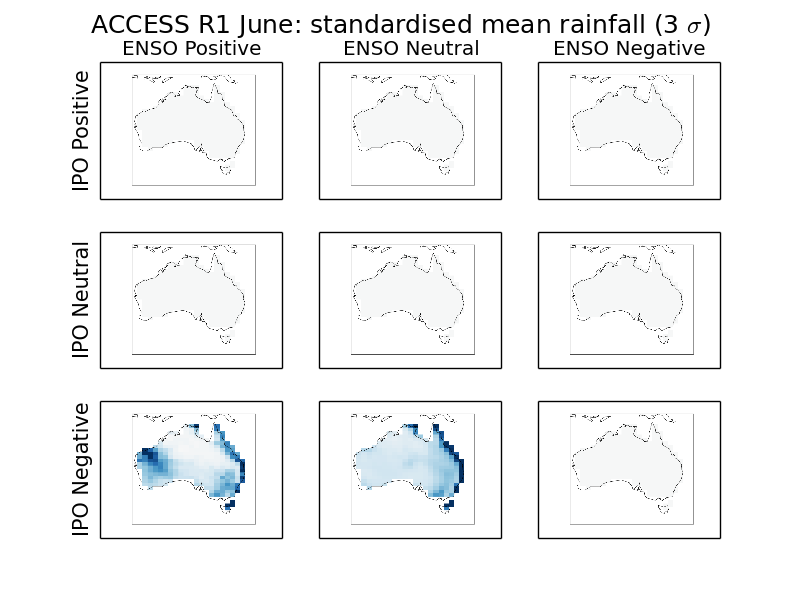 ACCESS R1 June: standardised mean rainfall (3 σ)
ENSO Positive ENSO Neutral ENSO Negative
IPO Positive
IPO Neutral
IPO Negative